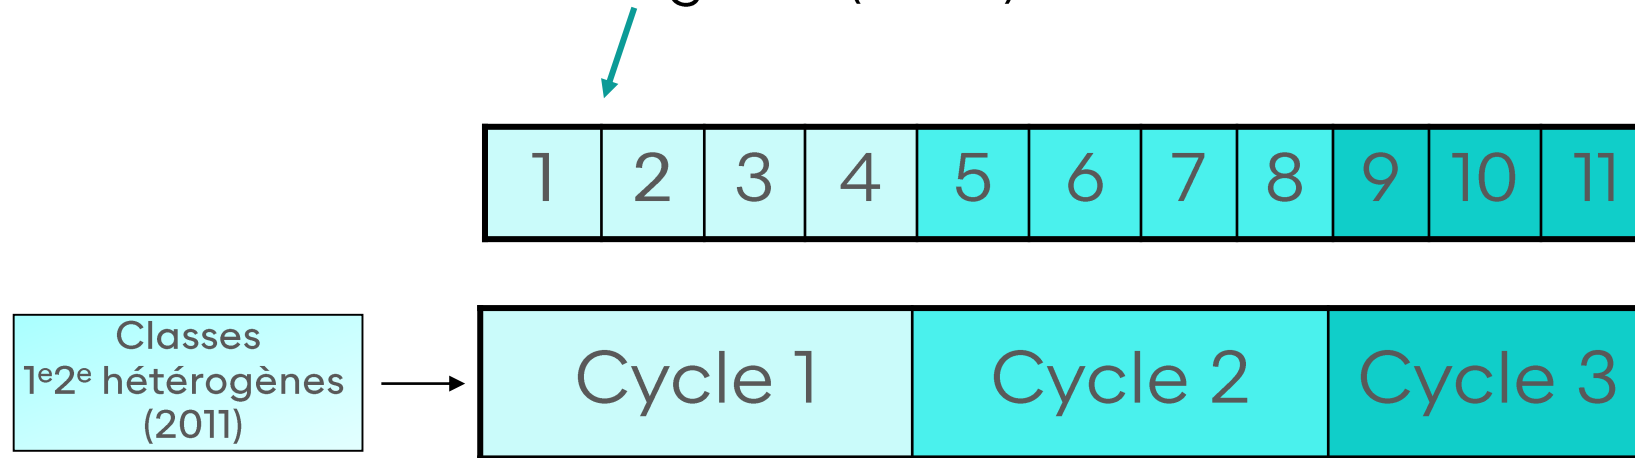 1 2 3 4 5 6 7 8 9 10 11
Classes
1e2e hétérogènes
(2011)
Cycle 1 Cycle 2 Cycle 3